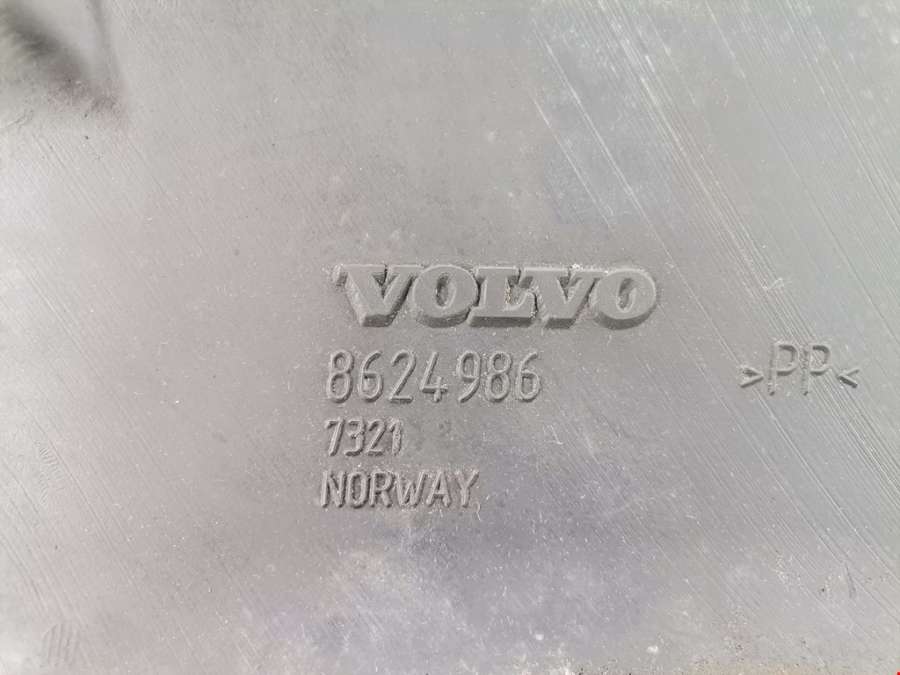 VOLVO
8624986
>PP<
7321
NORWAY